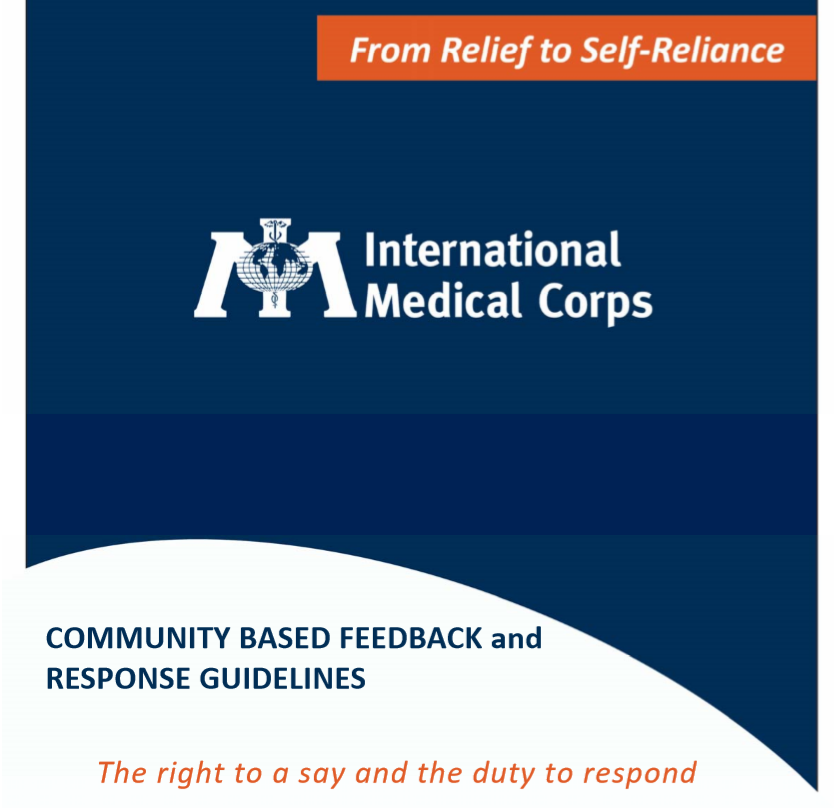 From Relief to Self-Reliance
International
Medical Corps
COMMUNITY BASED FEEDBACK and
RESPONSE GUIDELINES
The right to a say and the duty to respond